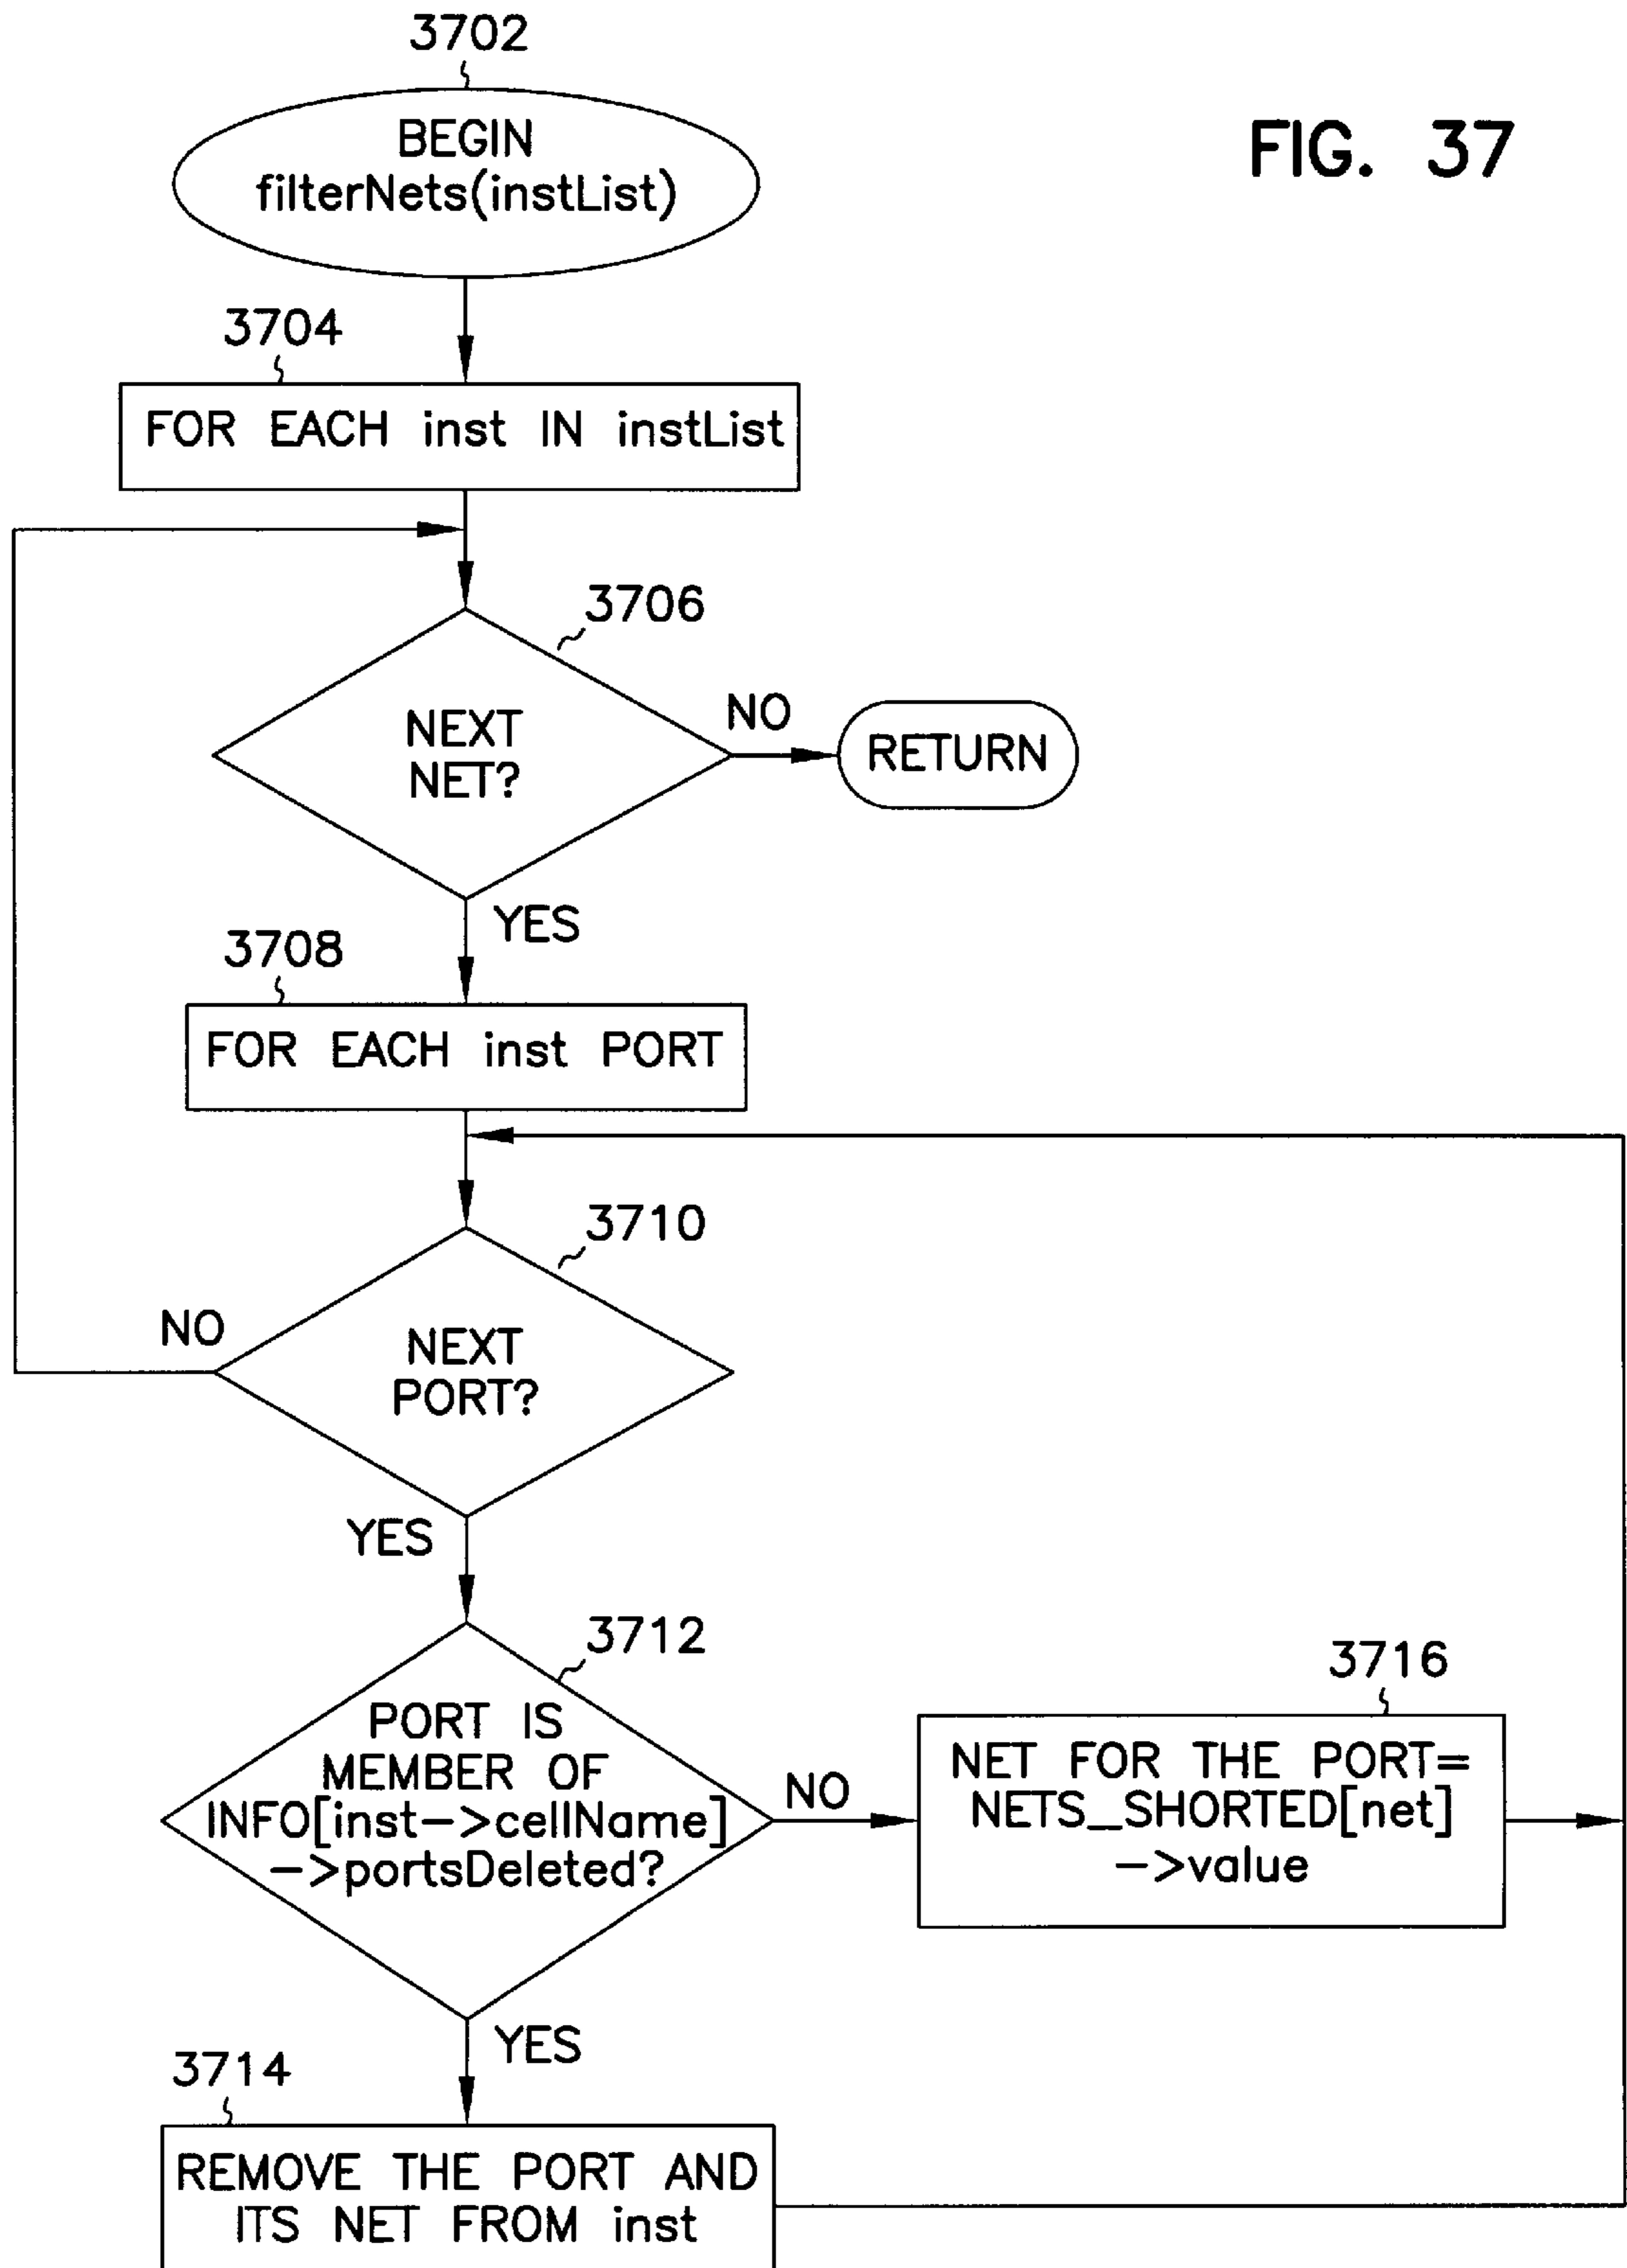 3702
BEGIN
filterNets(instList)
FIG. 37
3704
FOR EACH inst IN instList
3706
NEXT
NET?
NO
RETURN
YES
3708
FOR EACH inst PORT
3710
NO
NEXT
PORT?
YES
3712
PORT IS
MEMBER OF
INFO[inst->cellName]
->portsDeleted?
NO
3716
NET FOR THE PORT=
NETS_SHORTED[net]
->value
YES
3714
REMOVE THE PORT AND
ITS NET FROM inst